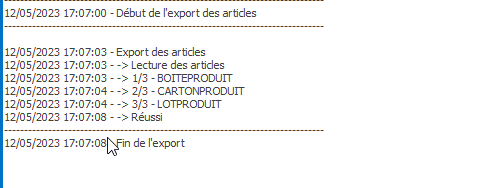 12/05/2023 17:07:00 - Début de l'export des articles
12/05/2023 17:07:03 - Export des articles
12/05/2023 17:07:03 - --> Lecture des articles
12/05/2023 17:07:03 - --> 1/3 - BOITEPRODUIT
12/05/2023 17:07:04 - --> 2/3 - CARTONPRODUIT
12/05/2023 17:07:04 - --> 3/3 - LOTPRODUIT
12/05/2023 17:07:08 - --> Réussi
12/05/2023 17:07:08 - Fin de l'export